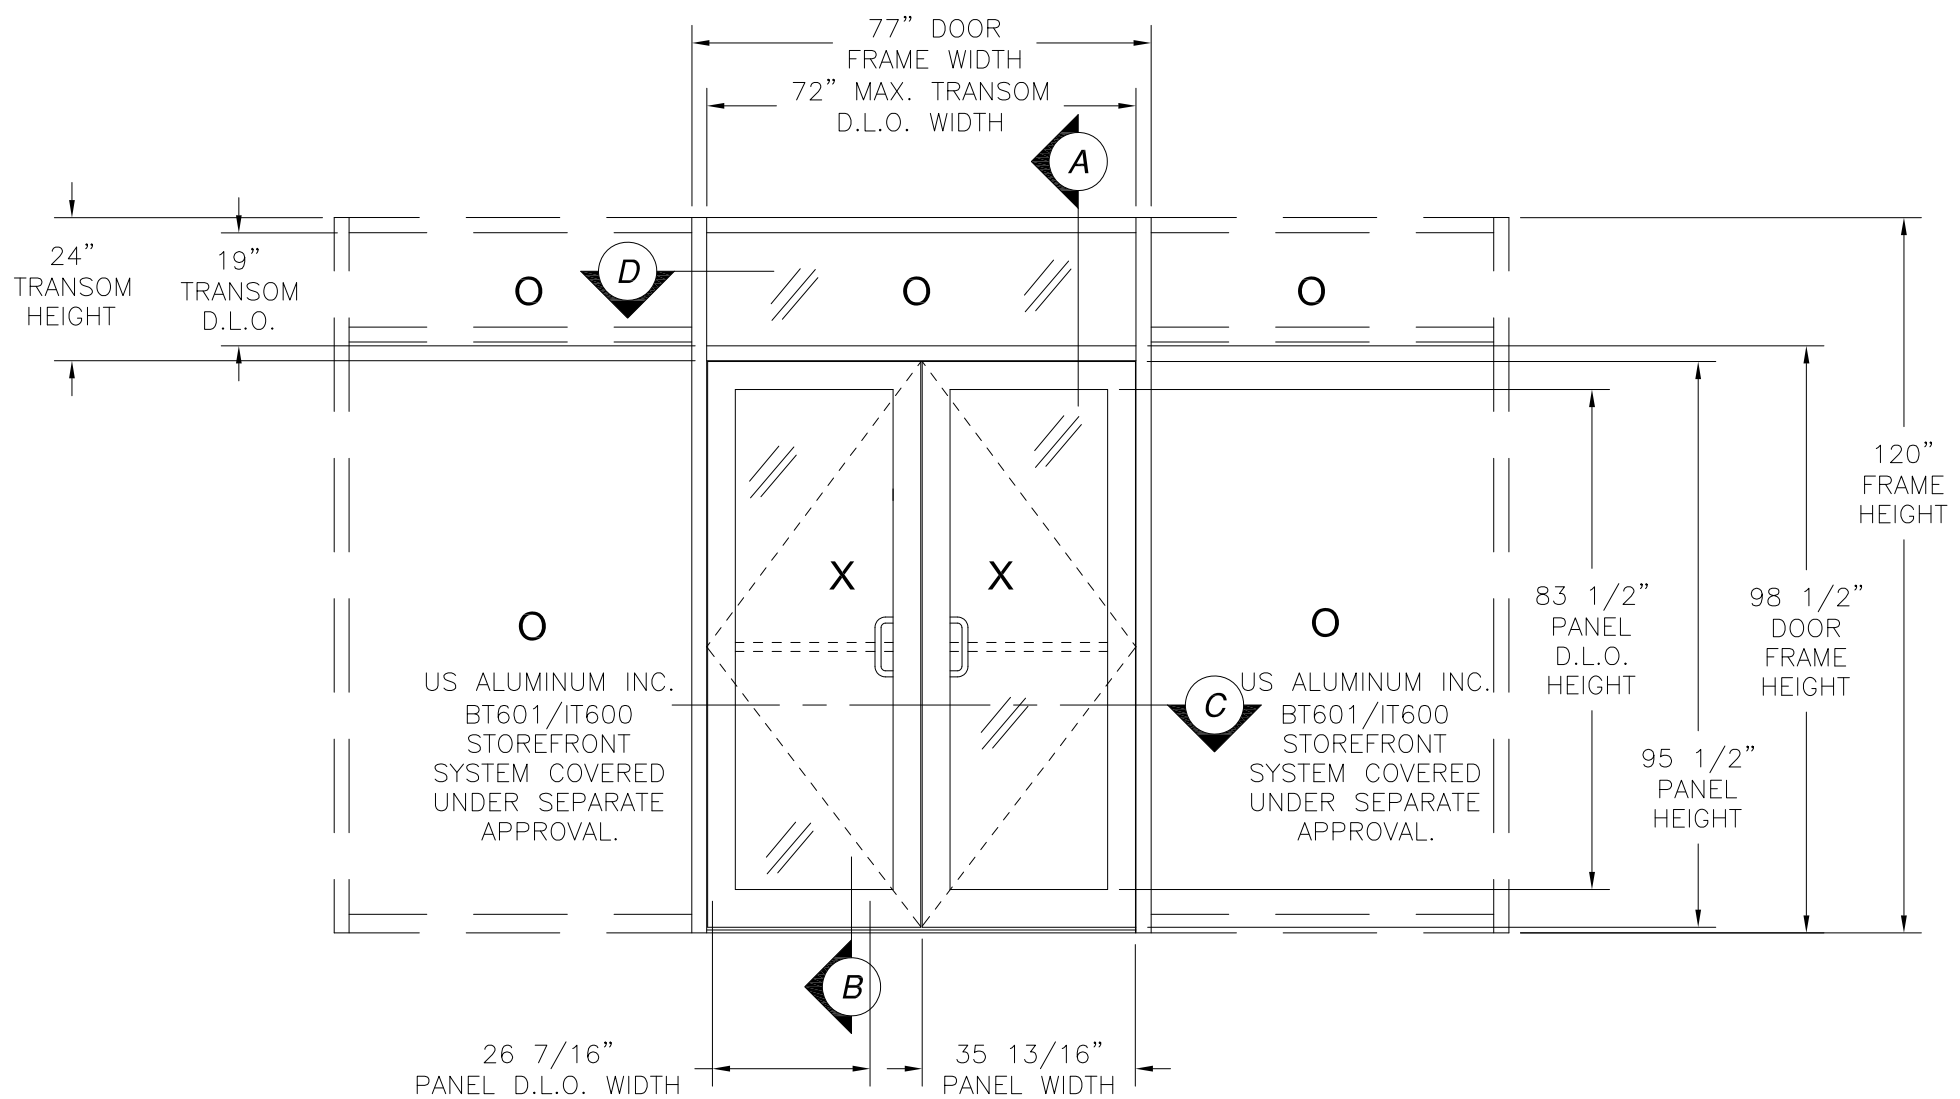 77” DOOR
FRAME WIDTH
72” MAX. TRANSOM
D.L.O. WIDTH
A
24”
TRANSOM
HEIGHT
19”
TRANSOM
D.L.O.
O
D
O
O
120”
FRAME
HEIGHT
X
X
83 1/2”
PANEL
D.L.O.
HEIGHT
98 1/2”
DOOR
FRAME
HEIGHT
O
US ALUMINUM INC.
BT601/IT600
STOREFRONT
SYSTEM COVERED
UNDER SEPARATE
APPROVAL.
C
O
US ALUMINUM INC.
BT601/IT600
STOREFRONT
SYSTEM COVERED
UNDER SEPARATE
APPROVAL.
95 1/2”
PANEL
HEIGHT
B
26 7/16”
PANEL D.L.O. WIDTH
35 13/16”
PANEL WIDTH